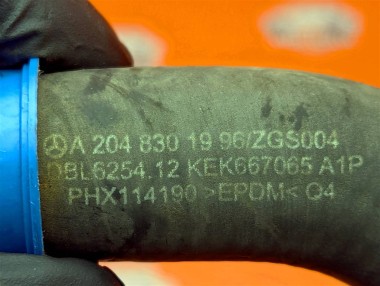 A 204 830 19 96/ZGS004
DBL6254.12 KEK667065 A1P
PHX114190 >EPDM< Q4